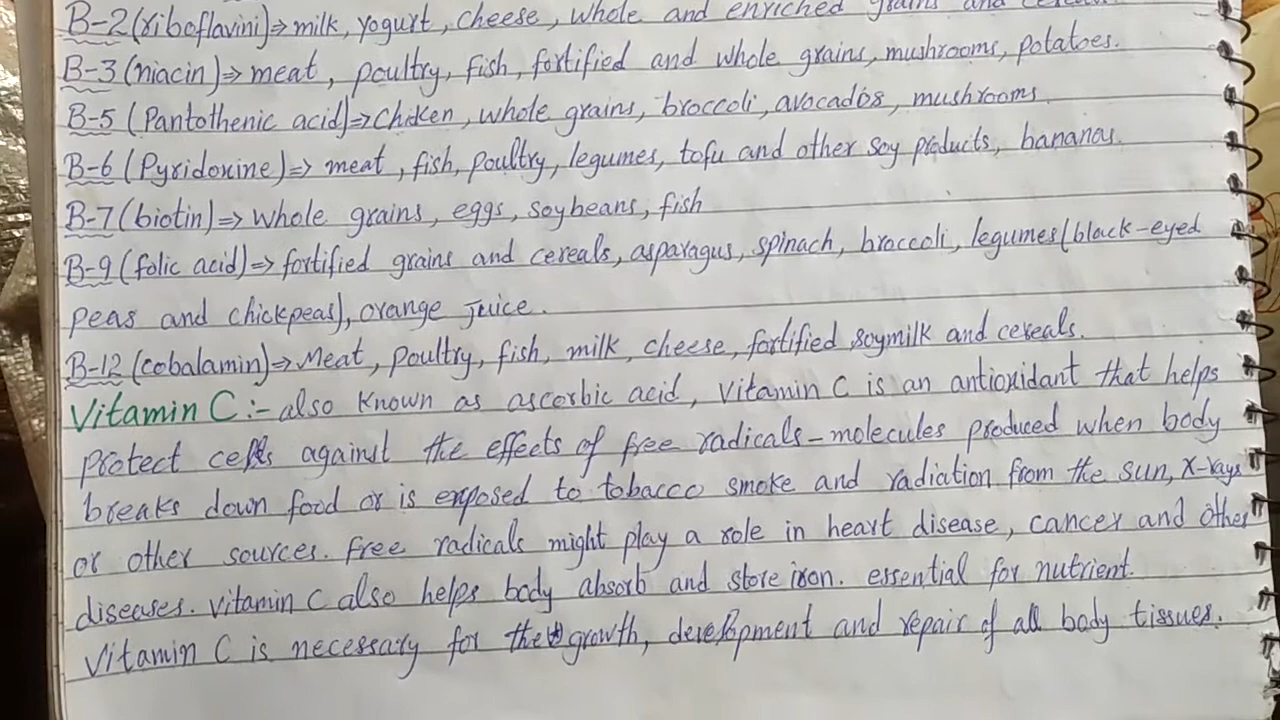 B-2(riboflavini)⇒ milk, yogurt, cheese, whole and enriched grains and
B-3 (niacin)⇒ meat, poultry, fish, fortified and whole grains, mushrooms, potatoes.
B-5 (Pantothenic acid)⇒ chicken, whole grains, broccoli, avocados, mushrooms
B-6 (Pyridoxine)⇒ meat, fish, poultry, legumes, tofu and other soy products, bananas.
B-7(biotin)⇒ whole grains, eggs, soybeans, fish
B-9 (folic acid)⇒ fortified grains and cereals, asparagus, spinach, broccoli, legumes(black-eyed
peas and chickpeas), orange juice.
B-12 (cobalamin)⇒ Meat, poultry, fish, milk, cheese, fortified soymilk and cereals.
Vitamin C :- also known as ascorbic acid, vitamin C is an antioxidant that helps
protect cells against the effects of free radicals - molecules produced when body
breaks down food or is exposed to tobacco smoke and radiation from the sun, X-rays
or other sources. Free radicals might play a role in heart disease, cancer and other
diseases. vitamin C also helps body absorb and store iron. essential for nutrient.
Vitamin C is necessary for the growth, development and repair of all body tissues.